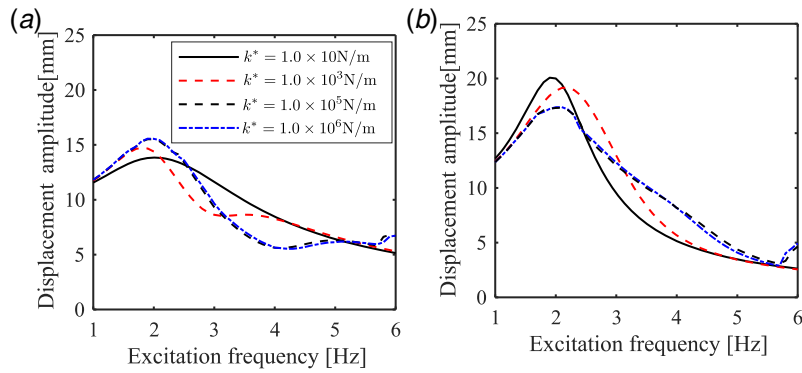 (a)
Displacement amplitude[mm]
25
20
15
10
5
0
k* = 1.0 × 10N/m
k* = 1.0 × 10³N/m
k* = 1.0 × 10⁵N/m
k* = 1.0 × 10⁶N/m
1 2 3 4 5 6
Excitation frequency [Hz]
(b)
Displacement amplitude[mm]
25
20
15
10
5
0
1 2 3 4 5 6
Excitation frequency [Hz]